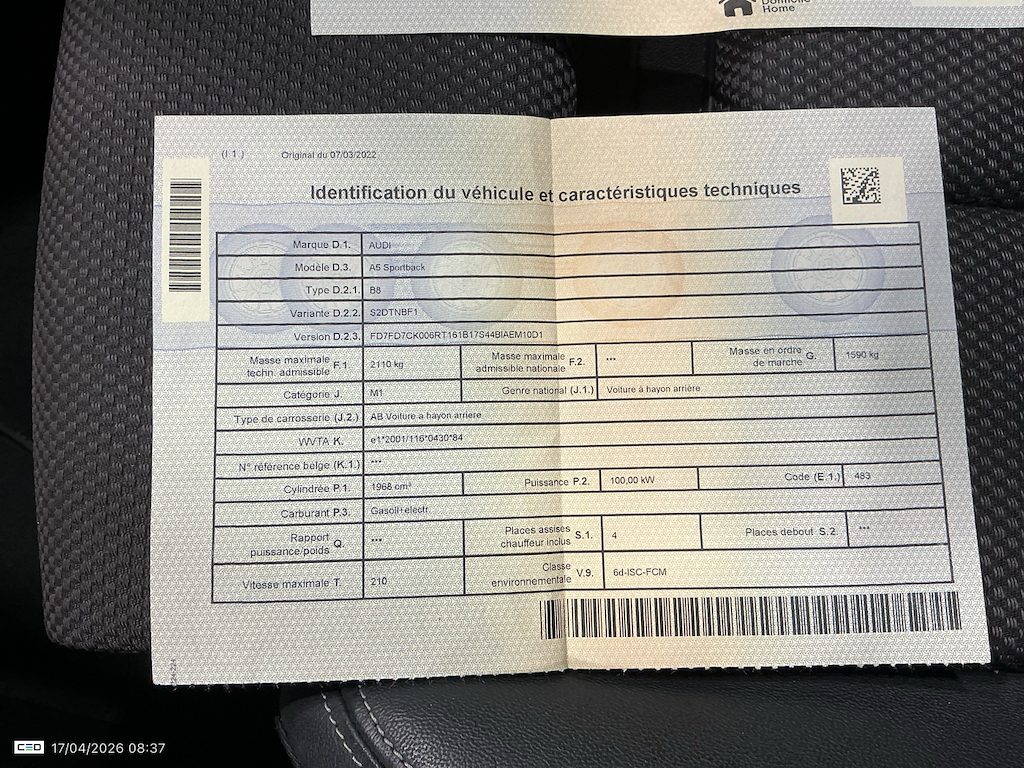 Domicile
Home
(I 1 )
Original du 07/03/2022
Identification du véhicule et caractéristiques techniques
Marque D.1. AUDI
Modèle D.3. A5 Sportback
Type D.2.1. B8
Variante D.2.2. S2DTNBF1
Version D.2.3. FD7FD7CK006RT161B17S44BIAEM10D1
Masse maximale techn. admissible F.1. 2110 kg Masse maximale admissible nationale F.2. *** Masse en ordre de marche G. 1590 kg
Catégorie J. M1 Genre national (J.1.) Voiture à hayon arrière
Type de carrosserie (J.2.) AB Voiture a hayon arriere
WVTA K. e1*2001/116*0430*84
N° référence belge (K.1.) ***
Cylindrée P.1. 1968 cm³ Puissance P.2. 100,00 kW Code (E.1.) 483
Carburant P.3. Gasoil+electr.
Rapport puissance/poids Q. *** Places assises chauffeur inclus S.1. 4 Places debout S.2. ***
Vitesse maximale T. 210 Classe environnementale V.9. 6d-ISC-FCM
17/04/2026 08:37